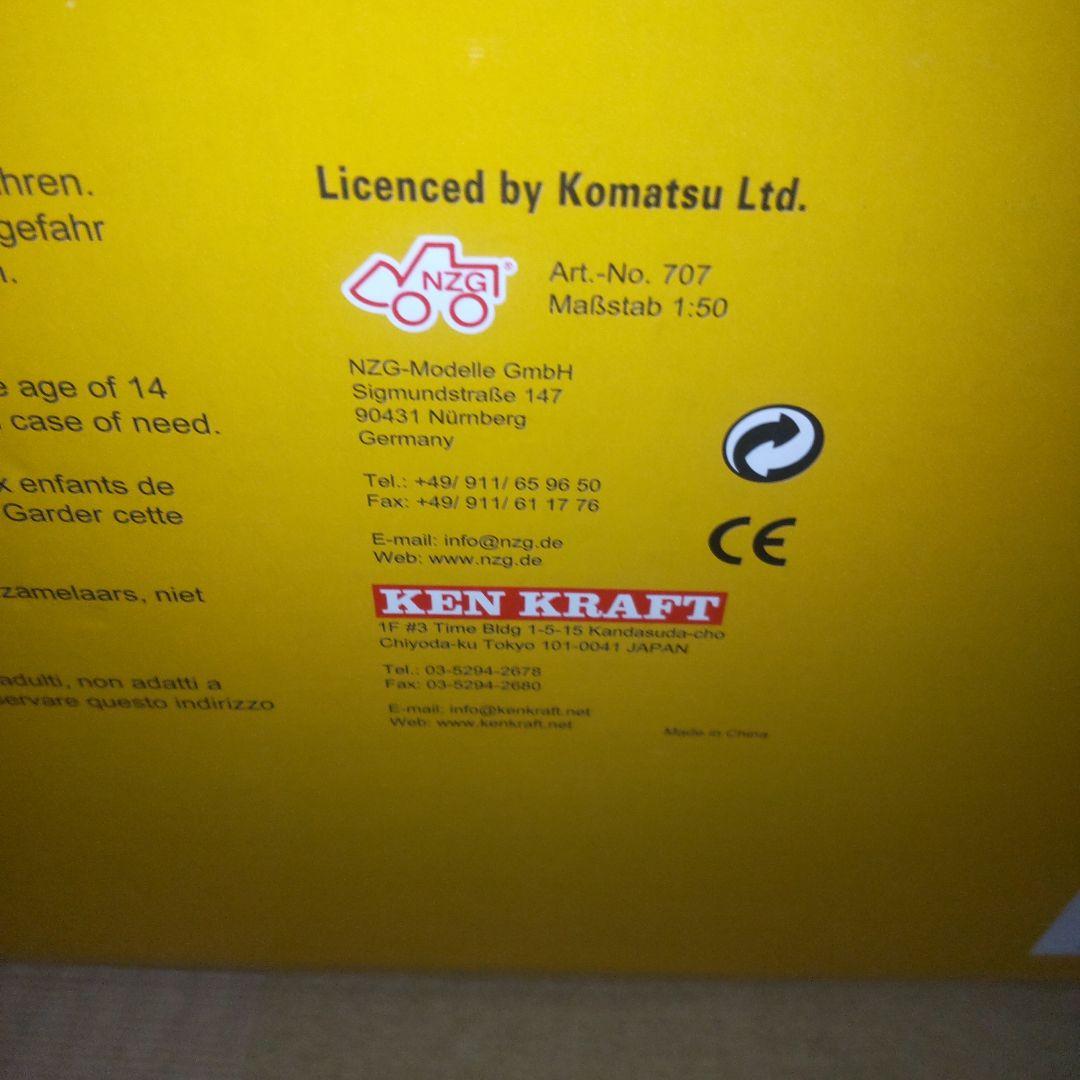 hren.
gefahr
.
age of 14
case of need.
enfants de
Garder cette
zamelaars, niet
adulti, non adatti a
servare questo indirizzo
Licenced by Komatsu Ltd.
NZG®
Art.-No. 707
Maßstab 1:50
NZG-Modelle GmbH
Sigmundstraße 147
90431 Nürnberg
Germany
Tel.: +49/ 911/ 65 96 50
Fax: +49/ 911/ 61 17 76
E-mail: info@nzg.de
Web: www.nzg.de
CE
KEN KRAFT
1F #3 Time Bldg 1-5-15 Kandasuda-cho
Chiyoda-ku Tokyo 101-0041 JAPAN
Tel.: 03-5294-2678
Fax: 03-5294-2680
E-mail: info@kenkraft.net
Web: www.kenkraft.net
Made in China